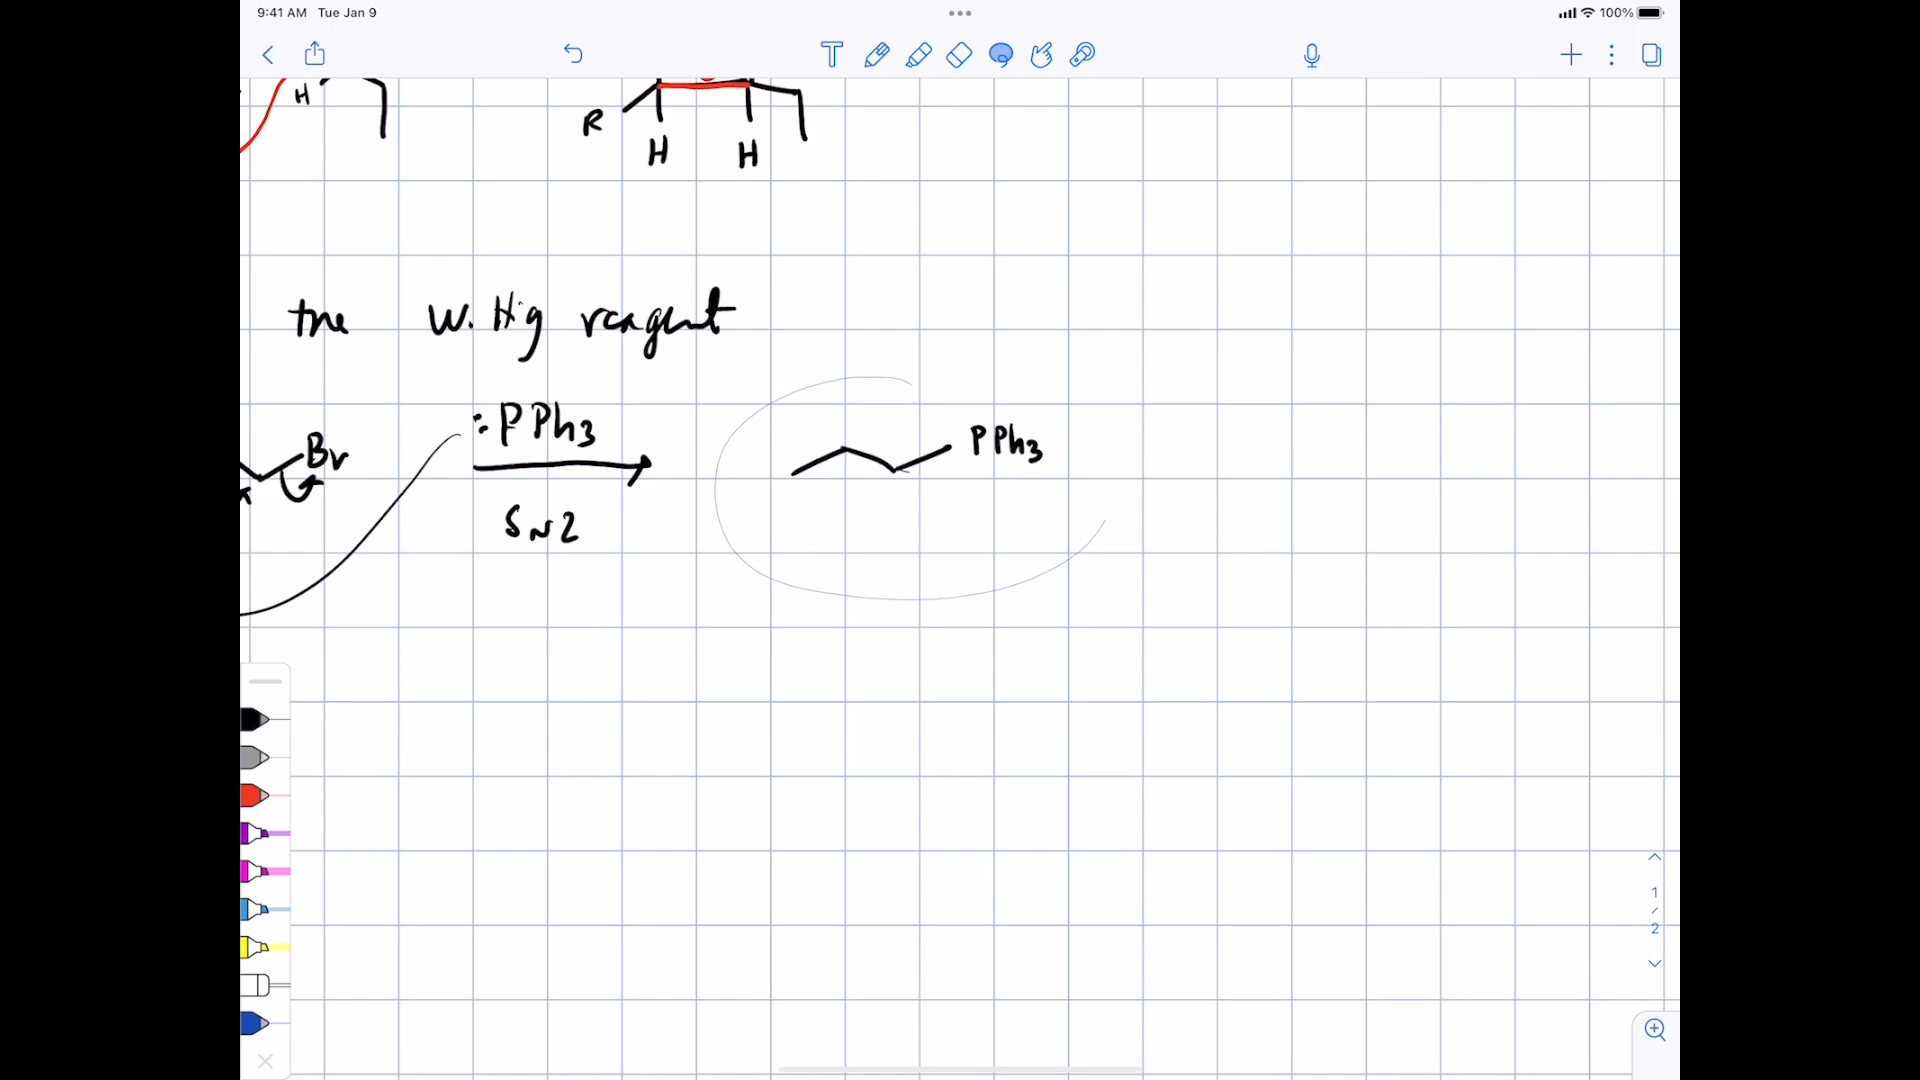 9:41 AM Tue Jan 9
100%
T
H
R
H H
the Wittig reagent
Br
:PPh3
SN2
PPh3
1
/
2